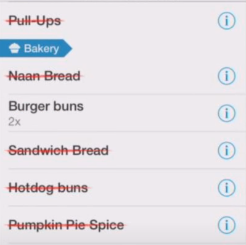 Pull-Ups
Bakery
Naan Bread
Burger buns
2x
Sandwich Bread
Hotdog buns
Pumpkin Pie Spice